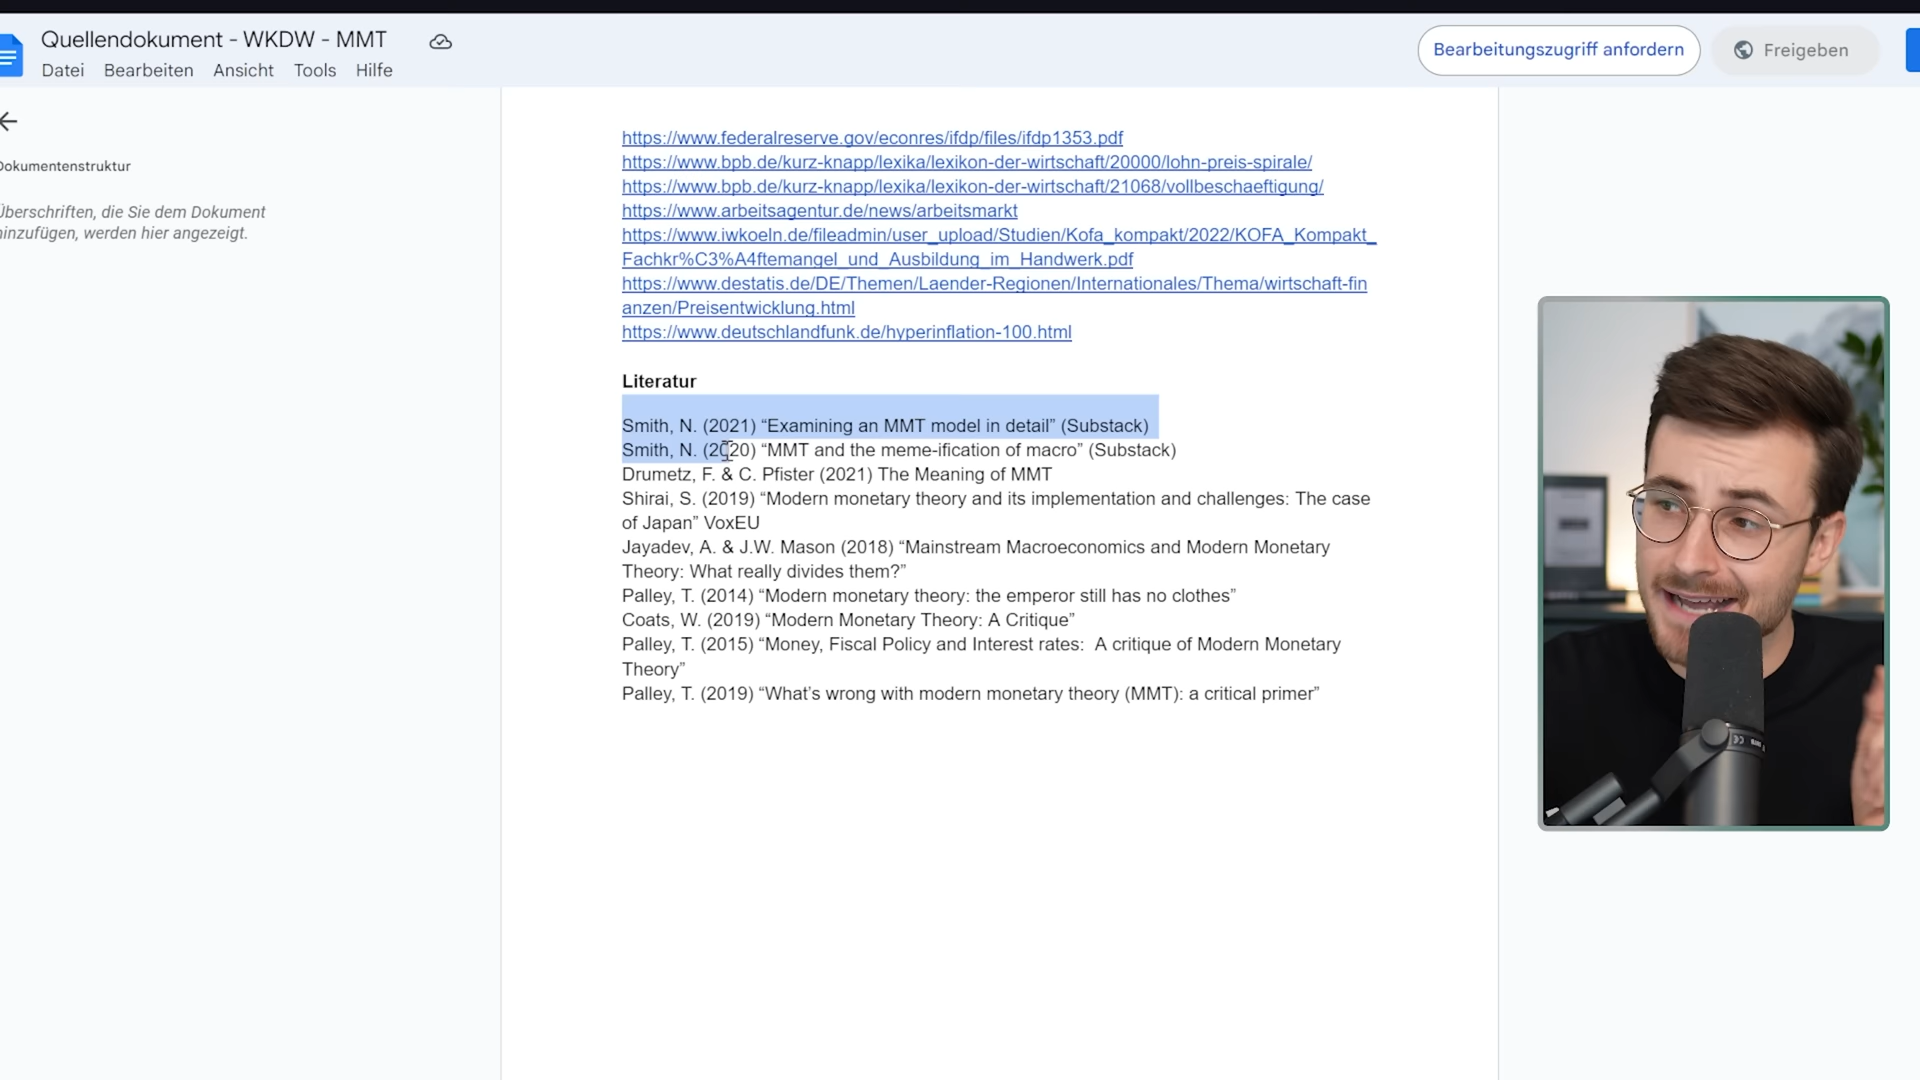 Quellendokument - WKDW - MMT
Datei Bearbeiten Ansicht Tools Hilfe
Bearbeitungszugriff anfordern
Freigeben
Dokumentenstruktur
Überschriften, die Sie dem Dokument
hinzufügen, werden hier angezeigt.
https://www.federalreserve.gov/econres/ifdp/files/ifdp1353.pdf
https://www.bpb.de/kurz-knapp/lexika/lexikon-der-wirtschaft/20000/lohn-preis-spirale/
https://www.bpb.de/kurz-knapp/lexika/lexikon-der-wirtschaft/21068/vollbeschaeftigung/
https://www.arbeitsagentur.de/news/arbeitsmarkt
https://www.iwkoeln.de/fileadmin/user_upload/Studien/Kofa_kompakt/2022/KOFA_Kompakt_
Fachkr%C3%A4ftemangel_und_Ausbildung_im_Handwerk.pdf
https://www.destatis.de/DE/Themen/Laender-Regionen/Internationales/Thema/wirtschaft-fin
anzen/Preisentwicklung.html
https://www.deutschlandfunk.de/hyperinflation-100.html
Literatur
Smith, N. (2021) “Examining an MMT model in detail” (Substack)
Smith, N. (2020) “MMT and the meme-ification of macro” (Substack)
Drumetz, F. & C. Pfister (2021) The Meaning of MMT
Shirai, S. (2019) “Modern monetary theory and its implementation and challenges: The case
of Japan” VoxEU
Jayadev, A. & J.W. Mason (2018) “Mainstream Macroeconomics and Modern Monetary
Theory: What really divides them?”
Palley, T. (2014) “Modern monetary theory: the emperor still has no clothes”
Coats, W. (2019) “Modern Monetary Theory: A Critique”
Palley, T. (2015) “Money, Fiscal Policy and Interest rates:  A critique of Modern Monetary
Theory”
Palley, T. (2019) “What’s wrong with modern monetary theory (MMT): a critical primer”